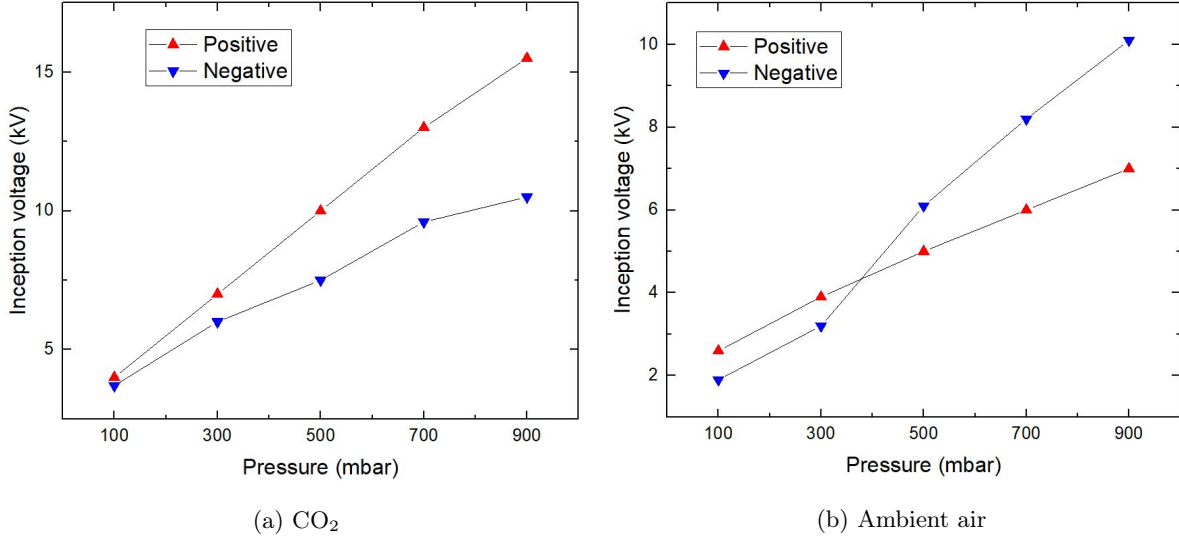 Positive
Negative
15
10
5
Inception voltage (kV)
100 300 500 700 900
Pressure (mbar)
(a) CO₂
Positive
Negative
10
8
6
4
2
Inception voltage (kV)
100 300 500 700 900
Pressure (mbar)
(b) Ambient air